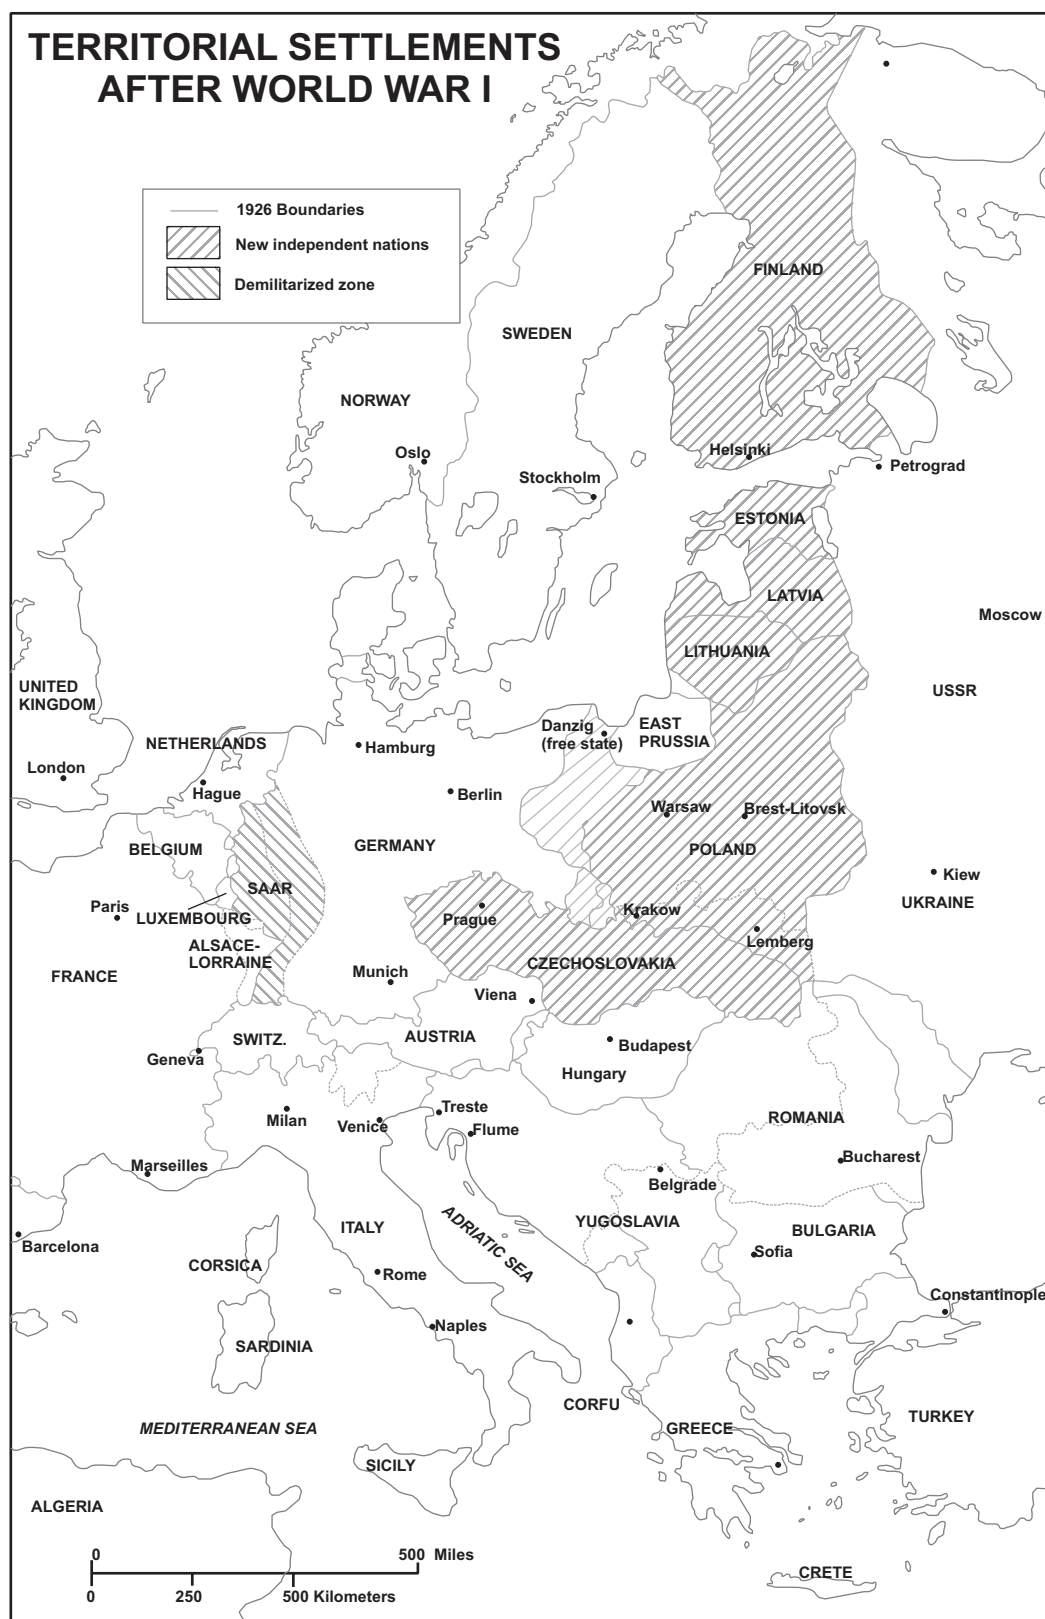 TERRITORIAL SETTLEMENTS
AFTER WORLD WAR I
1926 Boundaries
New independent nations
Demilitarized zone
FINLAND
SWEDEN
NORWAY
Oslo
Helsinki
Petrograd
Stockholm
ESTONIA
LATVIA
Moscow
LITHUANIA
UNITED
KINGDOM
USSR
NETHERLANDS
Danzig
(free state)
EAST
PRUSSIA
Hamburg
London
Hague
Berlin
Warsaw
Brest-Litovsk
BELGIUM
GERMANY
POLAND
SAAR
Kiew
UKRAINE
Paris
LUXEMBOURG
Prague
Krakow
Lemberg
ALSACE-
LORRAINE
CZECHOSLOVAKIA
FRANCE
Munich
Viena
SWITZ.
AUSTRIA
Geneva
Budapest
Hungary
Milan
Venice
Treste
Flume
ROMANIA
Marseilles
Bucharest
Belgrade
YUGOSLAVIA
BULGARIA
ITALY
ADRIATIC SEA
Barcelona
CORSICA
Rome
Sofia
Constantinople
Naples
SARDINIA
CORFU
GREECE
TURKEY
MEDITERRANEAN SEA
SICILY
ALGERIA
CRETE
0 500 Miles
0 250 500 Kilometers